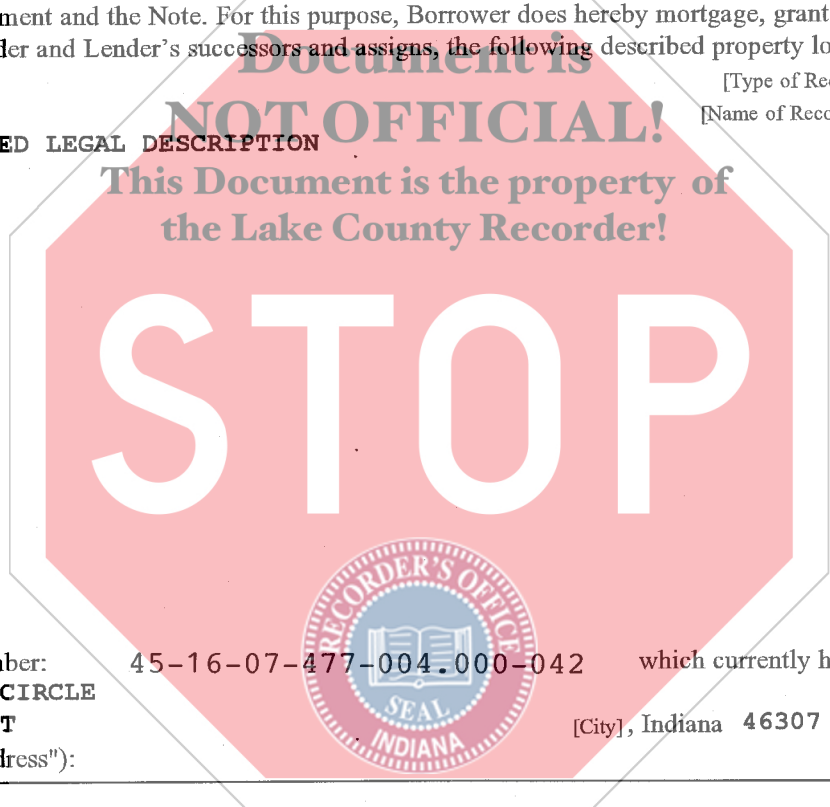 ment and the Note. For this purpose, Borrower does hereby mortgage, grant
der and Lender's successors and assigns, the following described property lo
Document is
[Type of Rec
NOT OFFICIAL!
[Name of Reco
ED LEGAL DESCRIPTION
This Document is the property of
the Lake County Recorder!
STOP
RECORDER'S OFFICE
SEAL
INDIANA
ber: 45-16-07-477-004.000-042 which currently h
CIRCLE
T [City], Indiana 46307
dress"):